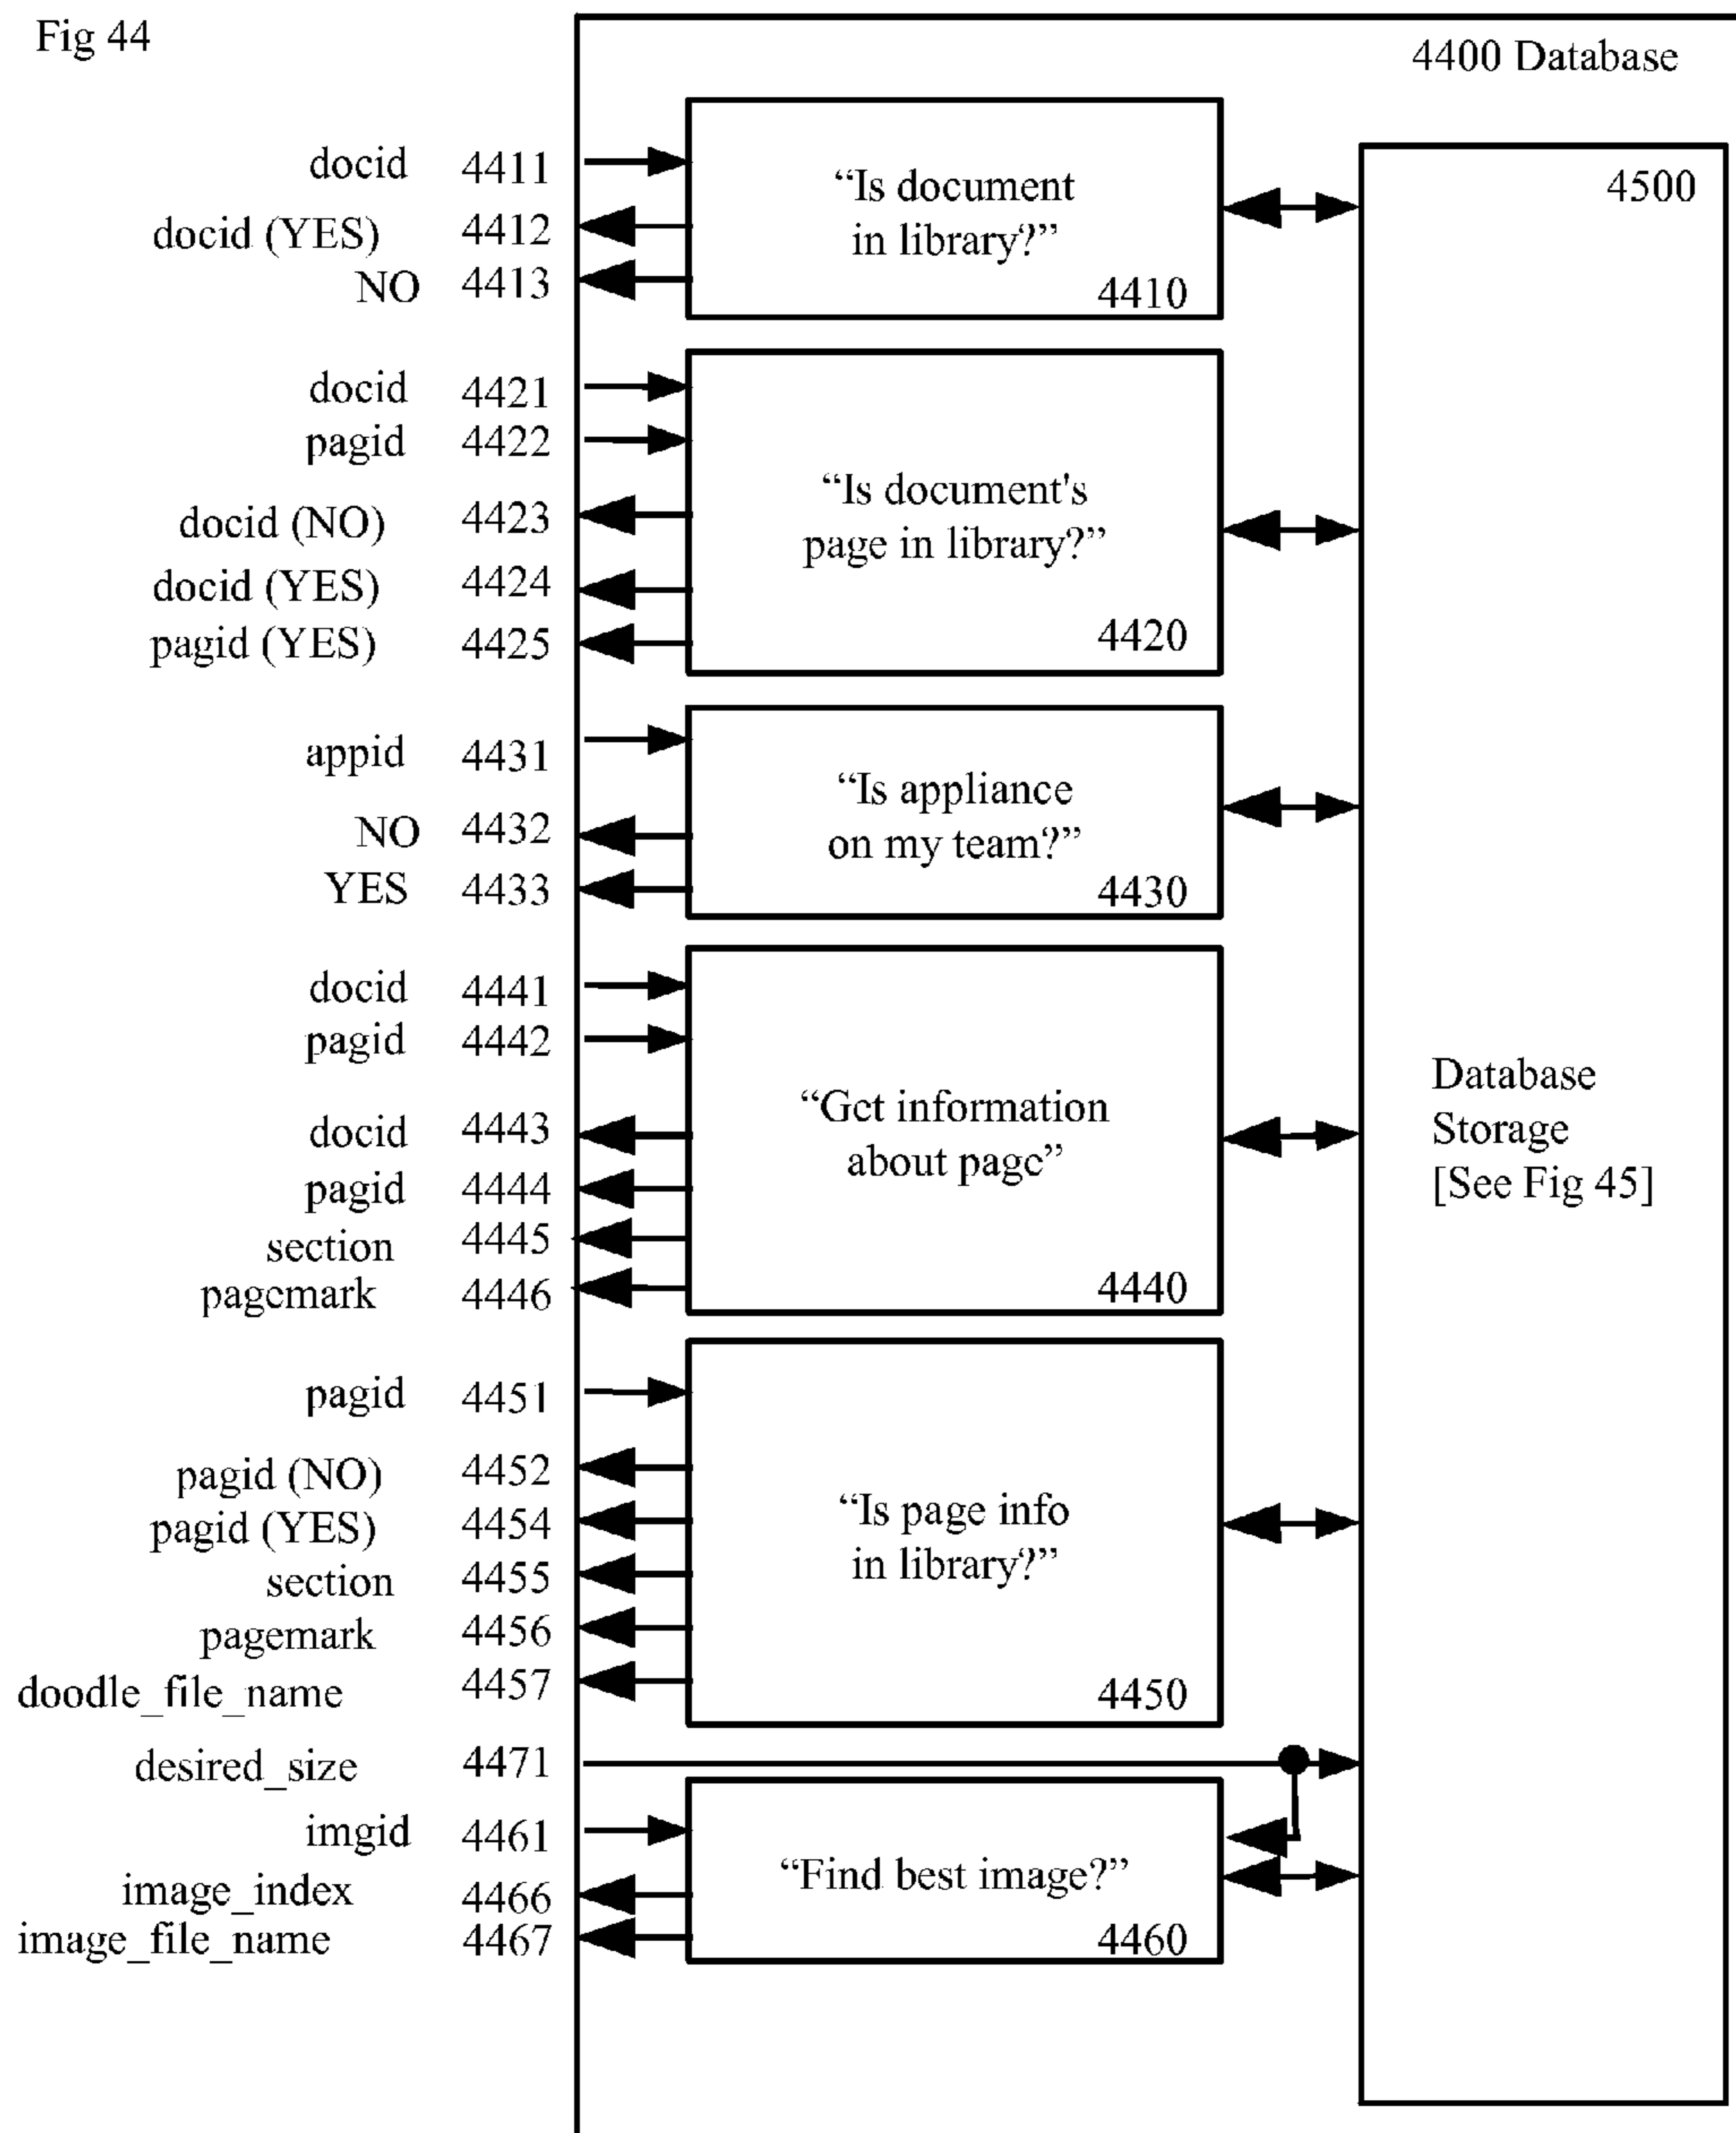 Fig 44
4400 Database
docid 4411
docid (YES) 4412
NO 4413
“Is document
in library?”
4410
4500
docid 4421
pagid 4422
docid (NO) 4423
docid (YES) 4424
pagid (YES) 4425
“Is document's
page in library?”
4420
appid 4431
NO 4432
YES 4433
“Is appliance
on my team?”
4430
docid 4441
pagid 4442
docid 4443
pagid 4444
section 4445
pagemark 4446
“Get information
about page”
4440
Database
Storage
[See Fig 45]
pagid 4451
pagid (NO) 4452
pagid (YES) 4454
section 4455
pagemark 4456
doodle_file_name 4457
“Is page info
in library?”
4450
desired_size 4471
imgid 4461
image_index 4466
image_file_name 4467
“Find best image?”
4460